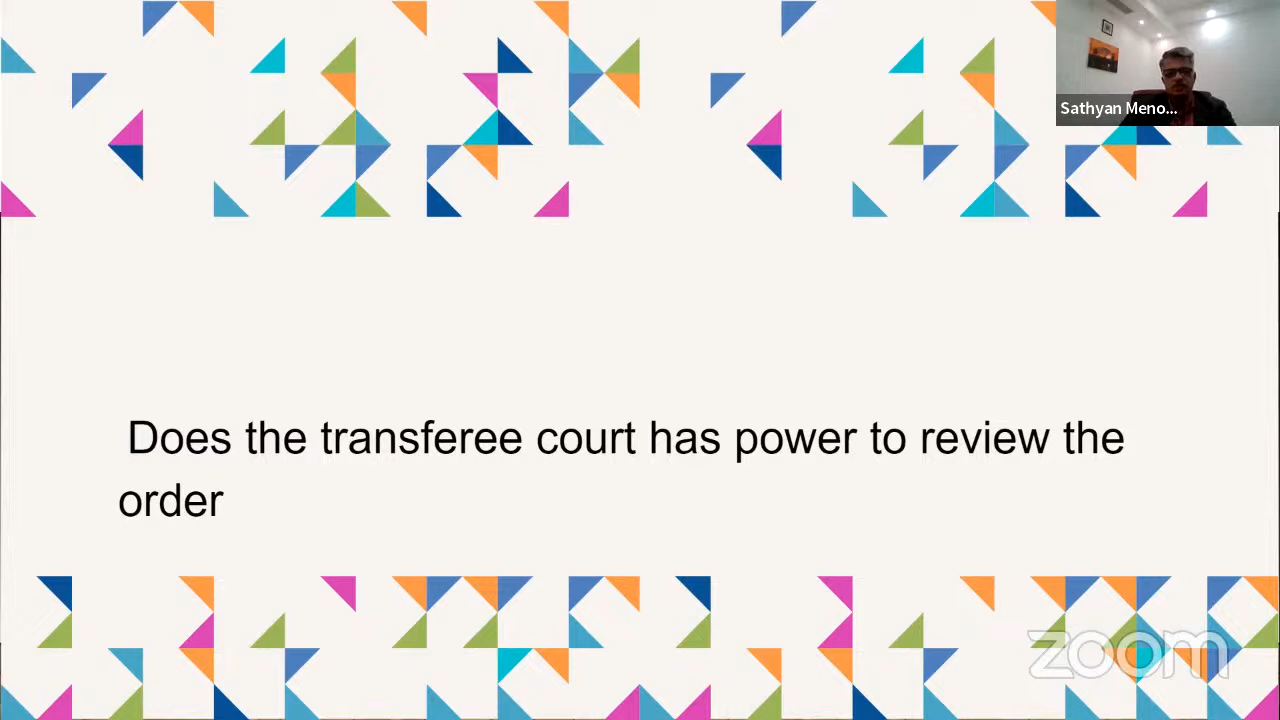 Sathyan Meno...
Does the transferee court has power to review the
order
zoom